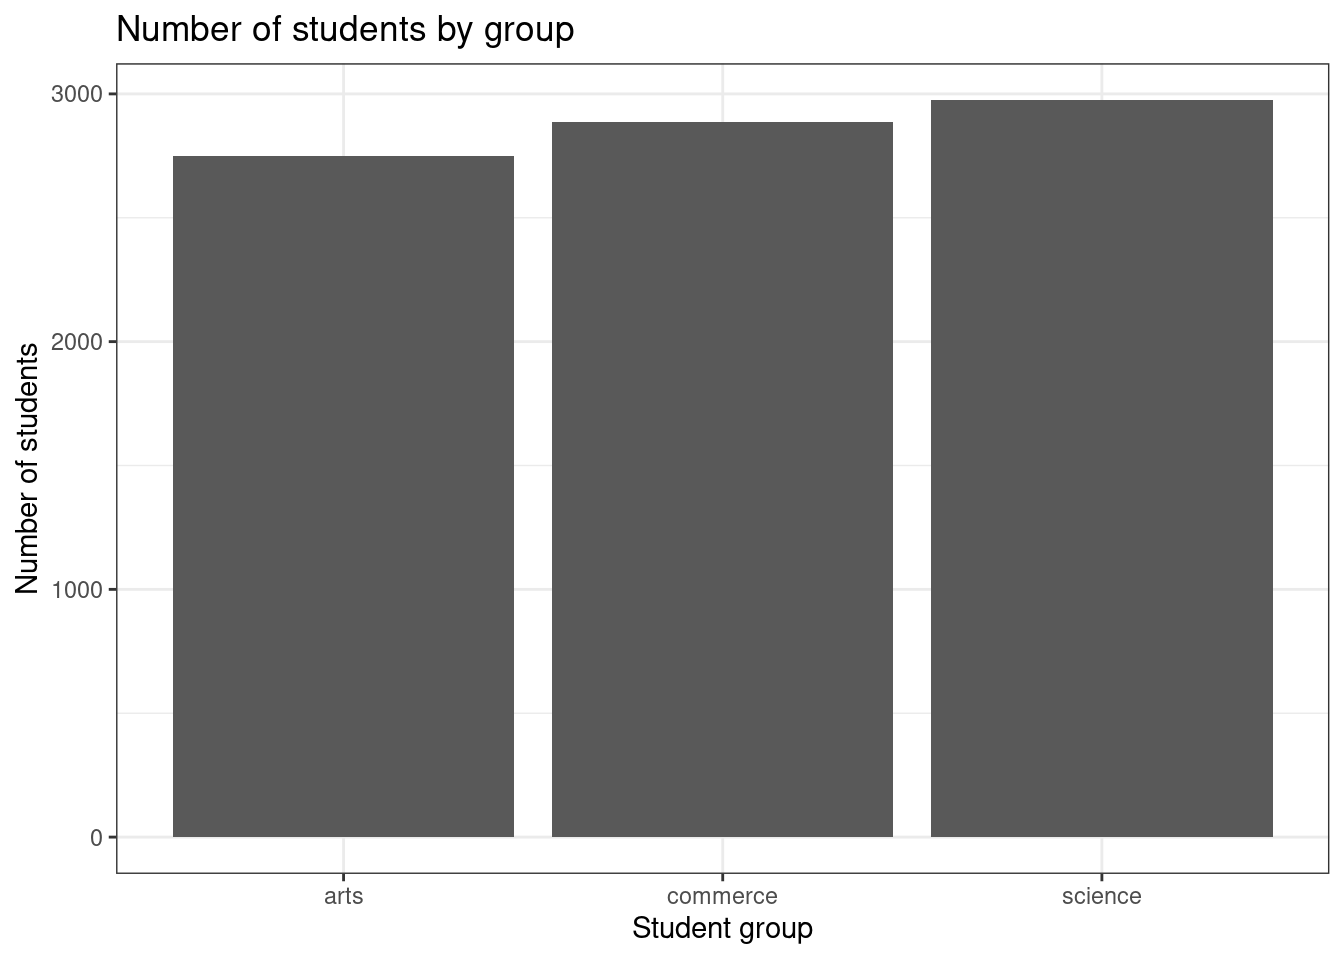 Number of students by group
Number of students
3000
2000
1000
0
arts commerce science
Student group